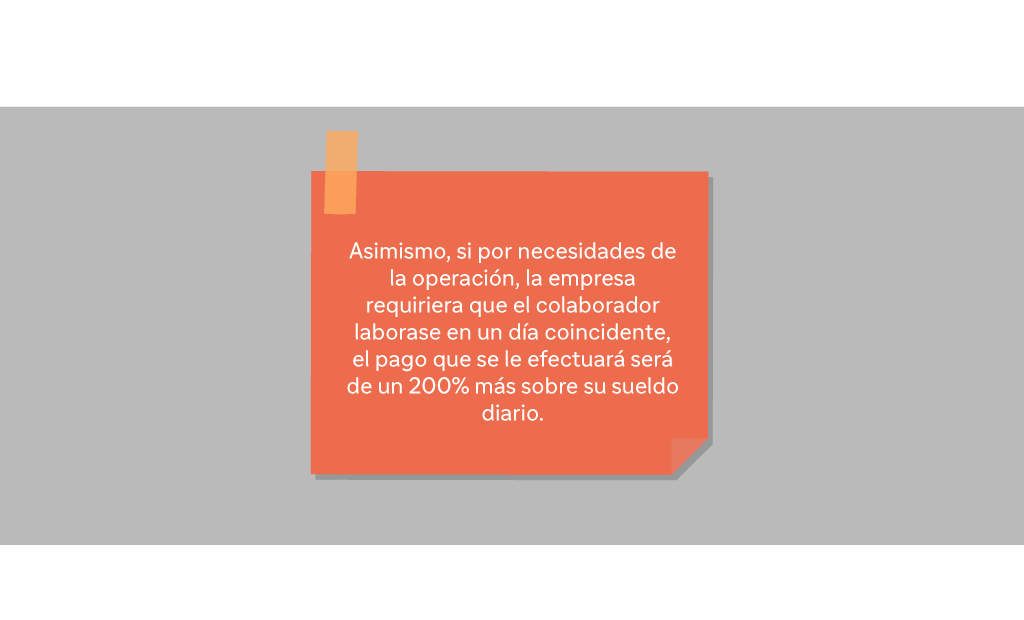 Asimismo, si por necesidades de
la operación, la empresa
requiriera que el colaborador
laborase en un día coincidente,
el pago que se le efectuará será
de un 200% más sobre su sueldo
diario.